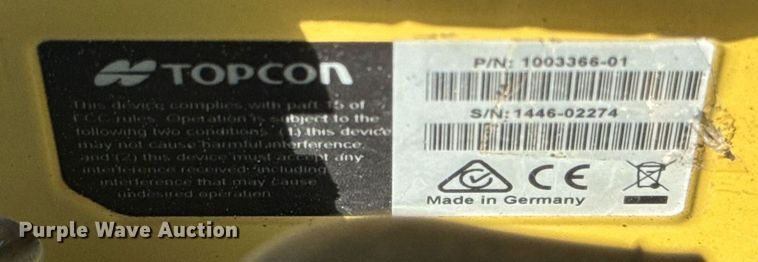 TOPCON
This device complies with part 15 of
FCC rules. Operation is subject to the
following two conditions: (1) this device
may not cause harmful interference,
and (2) this device must accept any
interference received, including
interference that may cause
undesired operation.
P/N: 1003366-01
S/N: 1446-02274
CE
Made in Germany
Purple Wave Auction